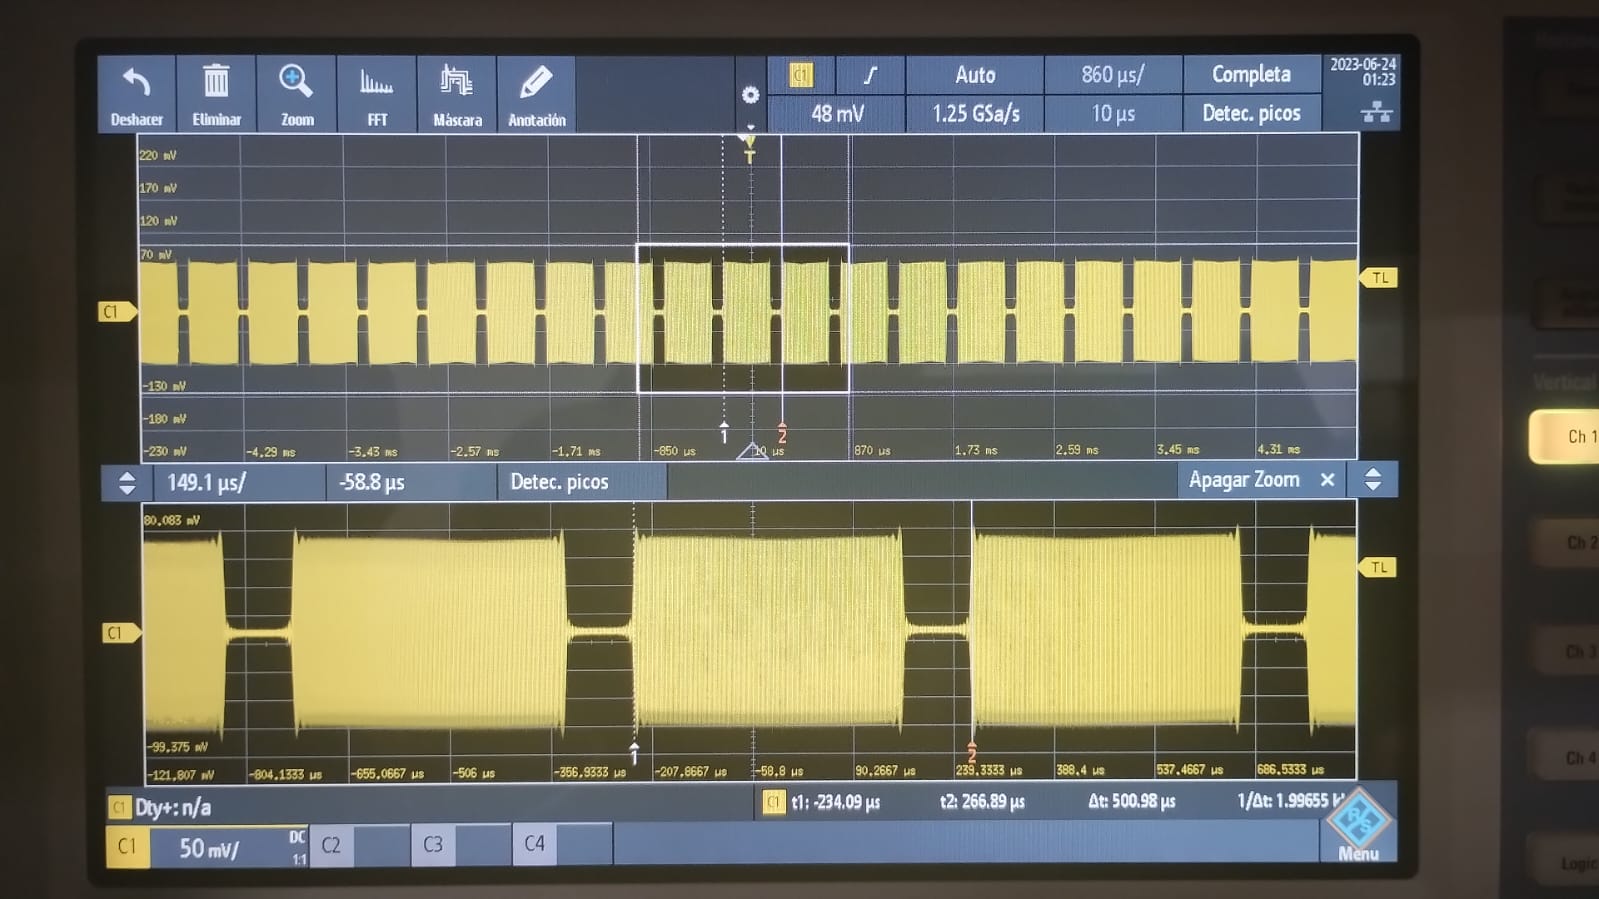 C1 Auto 860 µs/ Completa 2023-06-24
01:23
Deshacer Eliminar Zoom FFT Máscara Anotación 48 mV 1.25 GSa/s 10 µs Detec. picos
T
220 mV
170 mV
120 mV
70 mV
TL
C1
-130 mV
-180 mV
1 2
-230 mV -4.29 ms -3.43 ms -2.57 ms -1.71 ms -850 µs 10 µs 870 µs 1.73 ms 2.59 ms 3.45 ms 4.31 ms
149.1 µs/ -58.8 µs Detec. picos Apagar Zoom ×
80.083 mV
TL
C1
-99.375 mV
1 2
-121.807 mV -804.1333 µs -655.0667 µs -506 µs -356.9333 µs -207.8667 µs -58.8 µs 90.2667 µs 239.3333 µs 388.4 µs 537.4667 µs 686.5333 µs
C1 Dty+: n/a C1 t1: -234.09 µs t2: 266.89 µs Δt: 500.98 µs 1/Δt: 1.99655 k
C1 50 mV/ DC
1:1
C2 C3 C4
R/S
Menu
Vertical
Ch 1
Ch 2
Ch 3
Ch 4
Logic